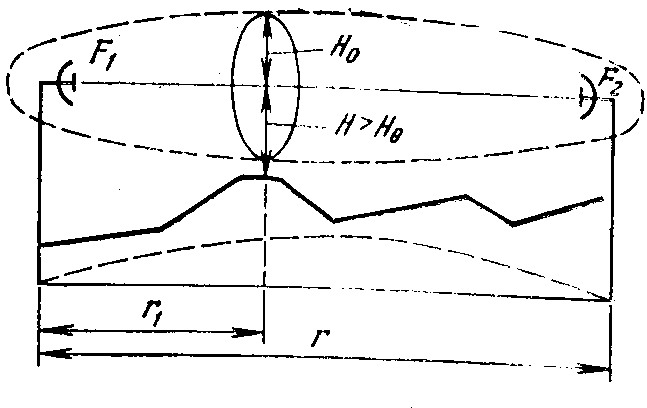 F₁
H₀
F₂
H > H₀
r₁
r